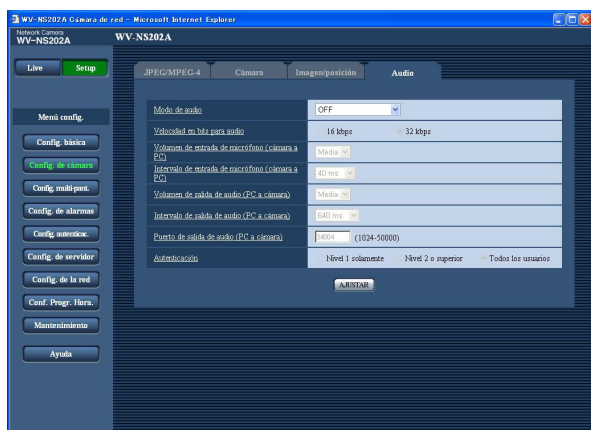 WV-NS202A Cámara de red - Microsoft Internet Explorer
Network Camera
WV-NS202A
WV-NS202A
Live
Setup
JPEG/MPEG-4
Cámara
Imagen/posición
Audio
Menú config.
Config. básica
Config. de cámara
Config. multi-pant.
Config. de alarmas
Config. autenticac.
Config. de servidor
Config. de la red
Conf. Progr. Hora.
Mantenimiento
Ayuda
Modo de audio
OFF
Velocidad en bits para audio
16 kbps
32 kbps
Volumen de entrada de micrófono (cámara a PC)
Media
Intervalo de entrada de micrófono (cámara a PC)
40 ms
Volumen de salida de audio (PC a cámara)
Media
Intervalo de salida de audio (PC a cámara)
640 ms
Puerto de salida de audio (PC a cámara)
34004
(1024-50000)
Autenticación
Nivel 1 solamente
Nivel 2 o superior
Todos los usuarios
AJUSTAR